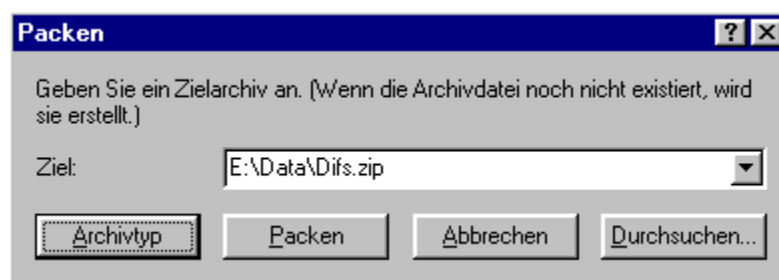 Packen
Geben Sie ein Zielarchiv an. (Wenn die Archivdatei noch nicht existiert, wird
sie erstellt.)
Ziel: E:\Data\Difs.zip
Archivtyp Packen Abbrechen Durchsuchen...